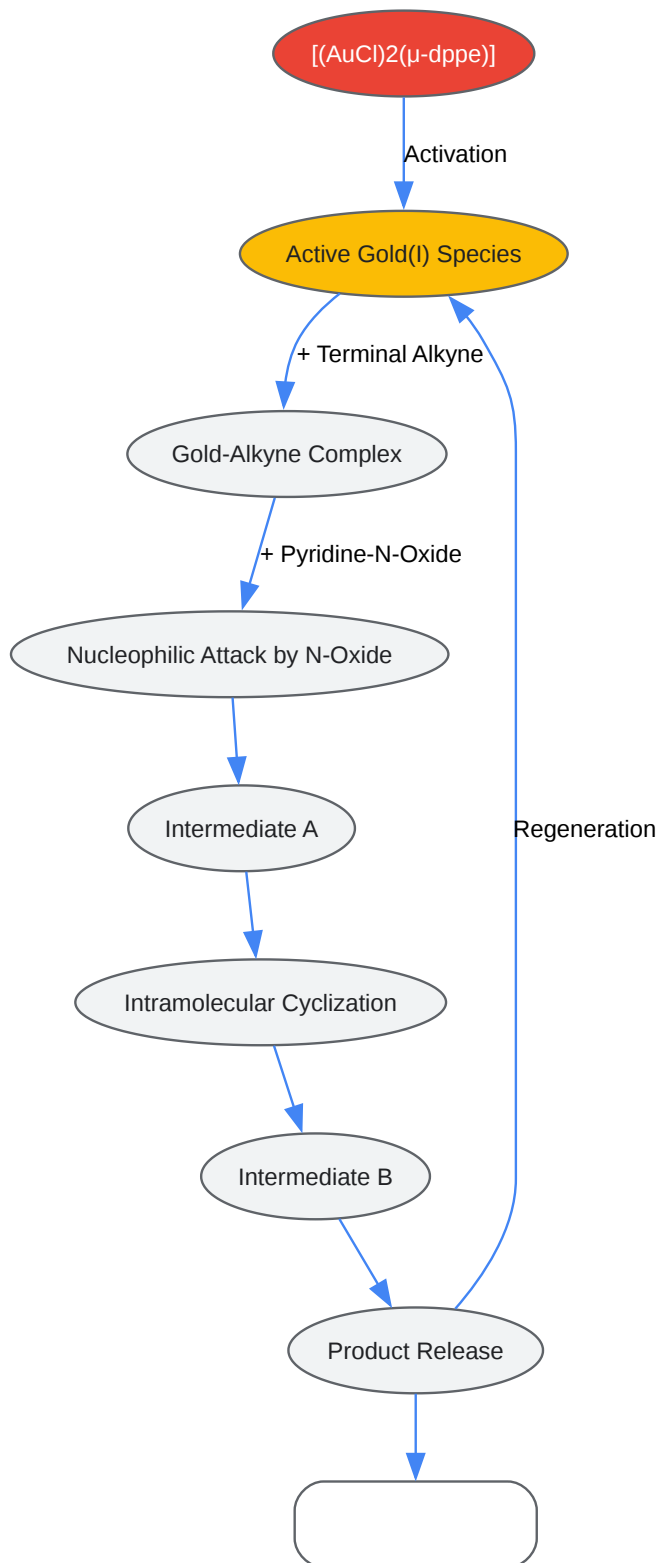 [(AuCl)2(μ-dppe)]
Activation
Active Gold(I) Species
+ Terminal Alkyne
Gold-Alkyne Complex
+ Pyridine-N-Oxide
Nucleophilic Attack by N-Oxide
Intermediate A
Regeneration
Intramolecular Cyclization
Intermediate B
Product Release